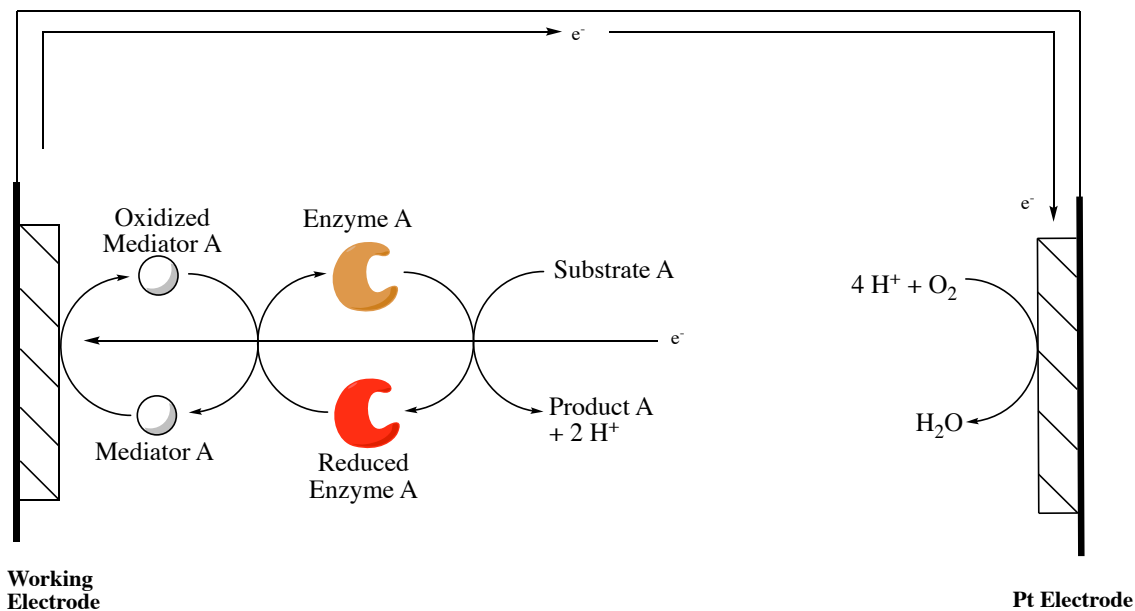 e⁻
e⁻
Oxidized
Mediator A
Enzyme A
Substrate A
4 H⁺ + O₂
e⁻
Mediator A
Reduced
Enzyme A
Product A
+ 2 H⁺
H₂O
Working
Electrode
Pt Electrode